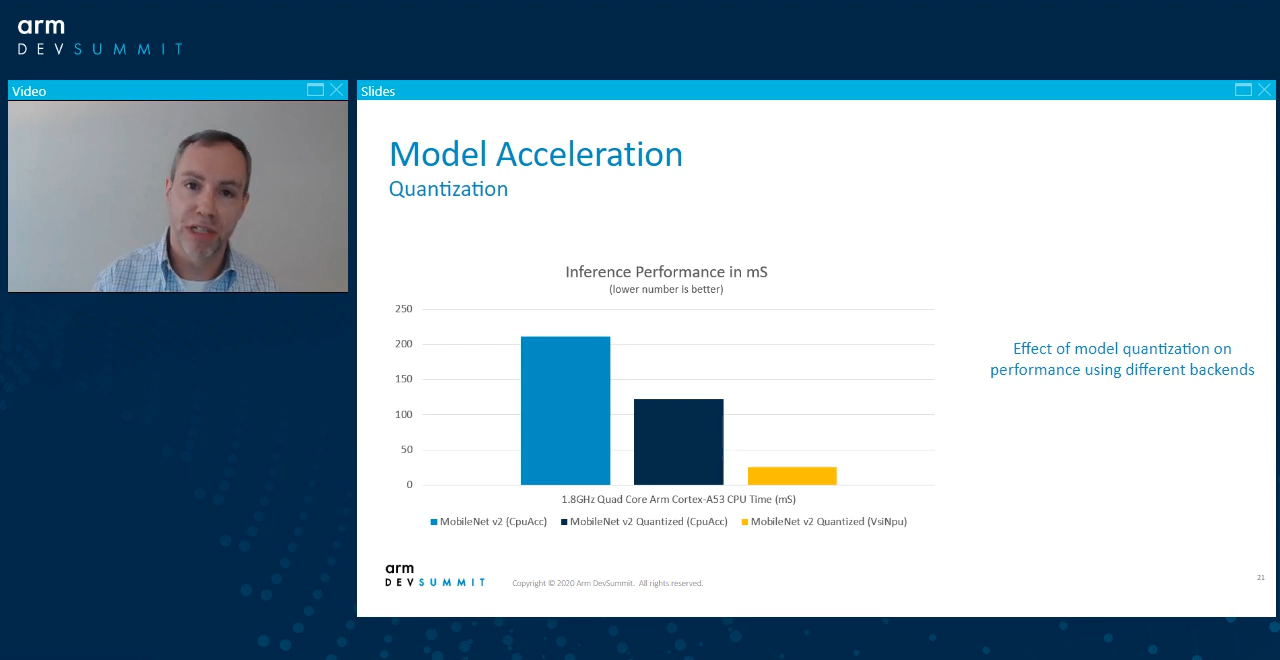 arm
DEVSUMMIT
Video
Slides
Model Acceleration
Quantization
Inference Performance in mS
(lower number is better)
250
200
150
100
50
0
1.8GHz Quad Core Arm Cortex-A53 CPU Time (mS)
MobileNet v2 (CpuAcc) MobileNet v2 Quantized (CpuAcc) MobileNet v2 Quantized (VsiNpu)
Effect of model quantization on
performance using different backends
arm
DEVSUMMIT
Copyright © 2020 Arm DevSummit. All rights reserved.
21